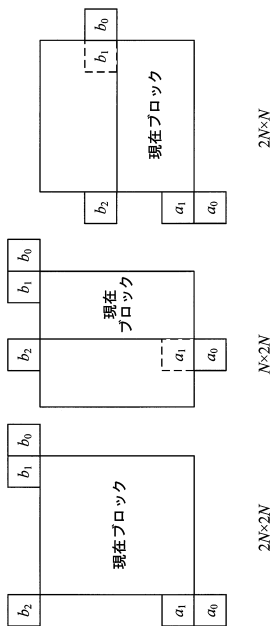 b₂ b₁ b₀
現在ブロック
a₁
a₀
2N×2N
b₂ b₁ b₀
現在
ブロック
a₁
a₀
N×2N
b₂ b₁ b₀
現在ブロック
a₁
a₀
2N×N